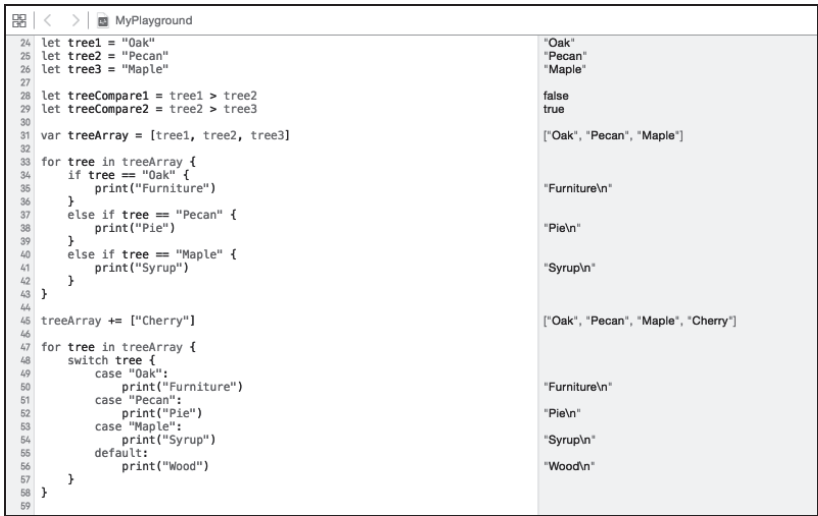 MyPlayground
24 let tree1 = "Oak" "Oak"
25 let tree2 = "Pecan" "Pecan"
26 let tree3 = "Maple" "Maple"
27
28 let treeCompare1 = tree1 > tree2 false
29 let treeCompare2 = tree2 > tree3 true
30
31 var treeArray = [tree1, tree2, tree3] ["Oak", "Pecan", "Maple"]
32
33 for tree in treeArray {
34 if tree == "Oak" {
35 print("Furniture") "Furniture\n"
36 }
37 else if tree == "Pecan" {
38 print("Pie") "Pie\n"
39 }
40 else if tree == "Maple" {
41 print("Syrup") "Syrup\n"
42 }
43 }
44
45 treeArray += ["Cherry"] ["Oak", "Pecan", "Maple", "Cherry"]
46
47 for tree in treeArray {
48 switch tree {
49 case "Oak":
50 print("Furniture") "Furniture\n"
51 case "Pecan":
52 print("Pie") "Pie\n"
53 case "Maple":
54 print("Syrup") "Syrup\n"
55 default:
56 print("Wood") "Wood\n"
57 }
58 }
59